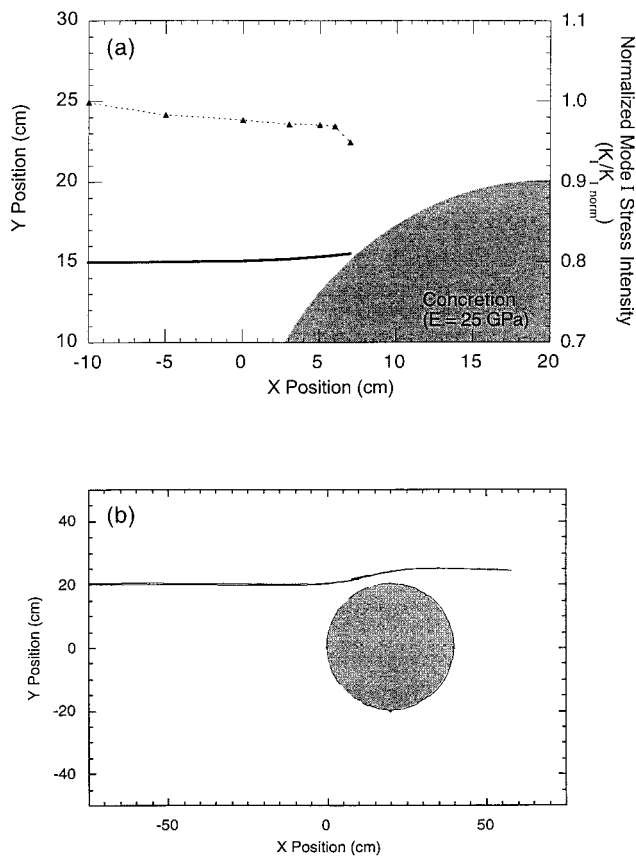 (a)
30
25
20
15
10
Y Position (cm)
1.1
1.0
0.9
0.8
0.7
Normalized Mode I Stress Intensity
(K_I/K_I norm)
Concretion
(E = 25 GPa)
-10
-5
0
5
10
15
20
X Position (cm)
(b)
40
20
0
-20
-40
Y Position (cm)
-50
0
50
X Position (cm)